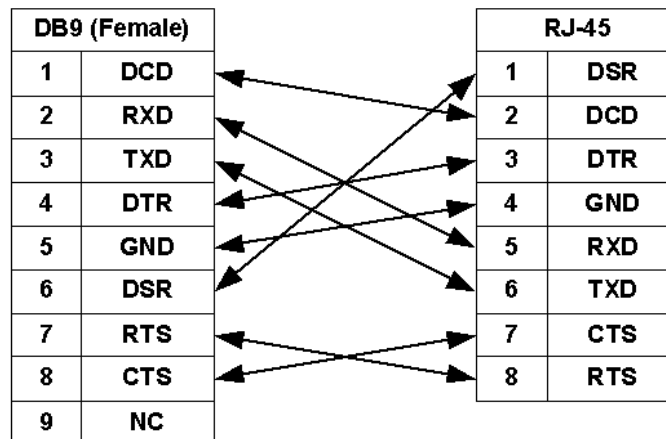 DB9 (Female)
1 DCD
2 RXD
3 TXD
4 DTR
5 GND
6 DSR
7 RTS
8 CTS
9 NC
RJ-45
1 DSR
2 DCD
3 DTR
4 GND
5 RXD
6 TXD
7 CTS
8 RTS